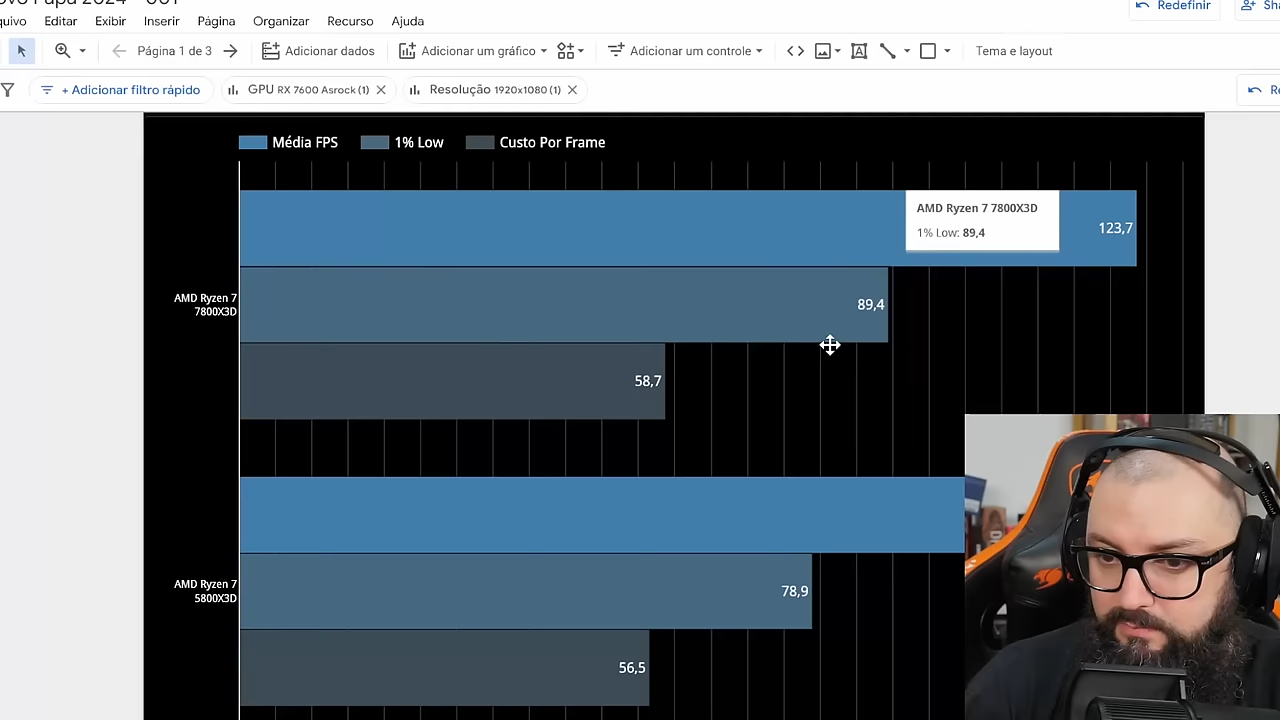 Redefinir
Editar Exibir Inserir Página Organizar Recurso Ajuda
Página 1 de 3 Adicionar dados Adicionar um gráfico Adicionar um controle Tema e layout
+ Adicionar filtro rápido GPU RX 7600 Asrock (1) Resolução 1920x1080 (1)
Média FPS 1% Low Custo Por Frame
AMD Ryzen 7 7800X3D
1% Low: 89,4
123,7
AMD Ryzen 7
7800X3D
89,4
58,7
AMD Ryzen 7
5800X3D
78,9
56,5